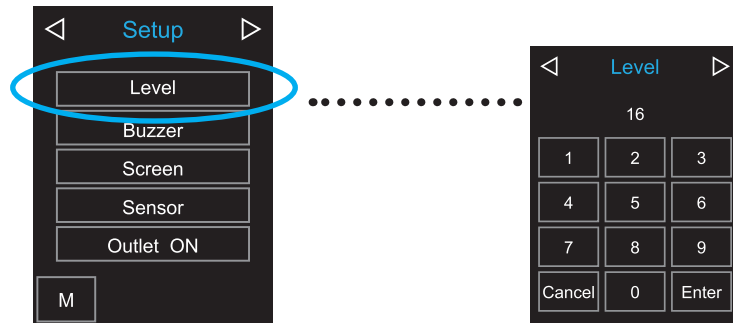 Setup
Level
Buzzer
Screen
Sensor
Outlet ON
M
Level
16
1 2 3
4 5 6
7 8 9
Cancel 0 Enter